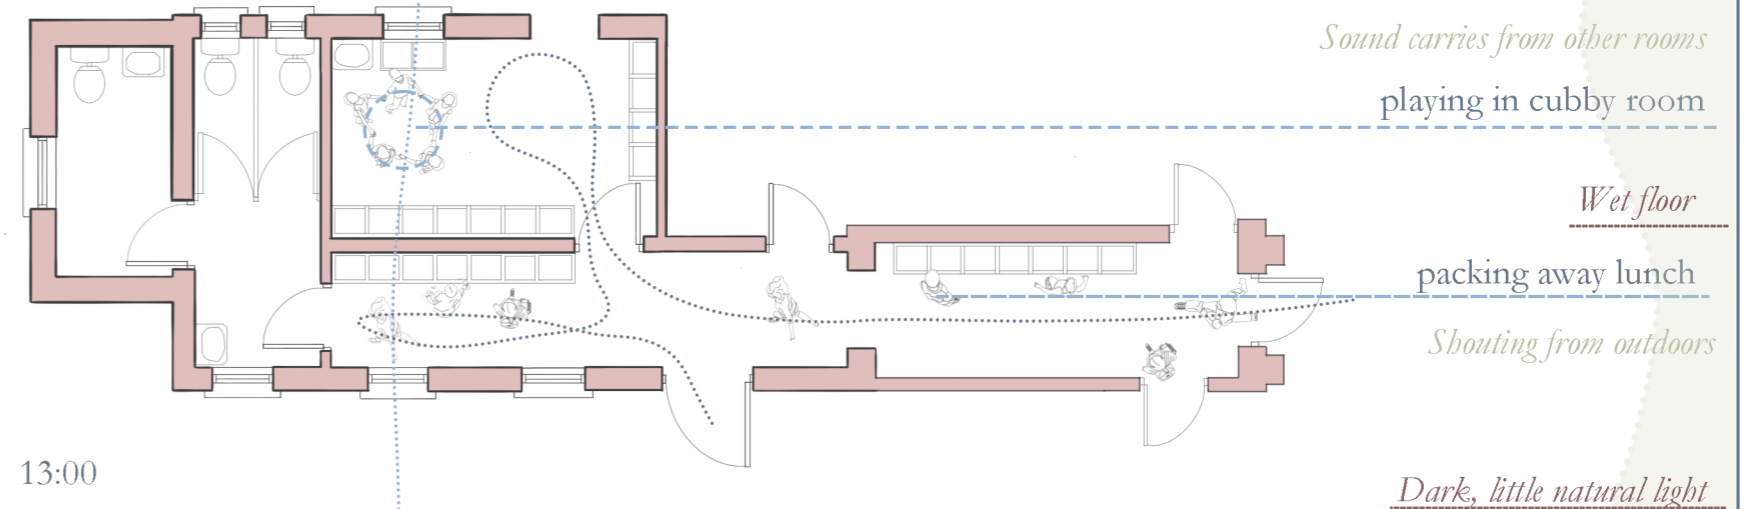 Sound carries from other rooms
playing in cubby room
Wet floor
packing away lunch
Shouting from outdoors
13:00
Dark, little natural light